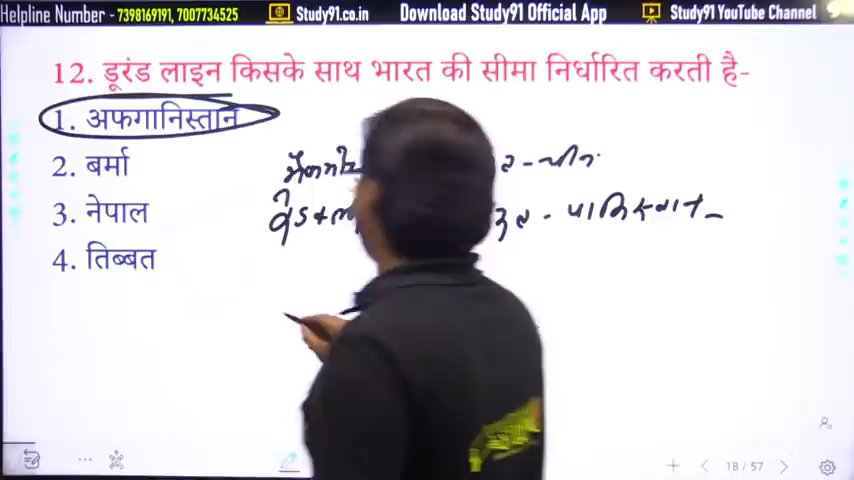 Helpline Number - 7398169191, 7007734525 Study91.co.in Download Study91 Official App Study91 YouTube Channel
12. डूरंड लाइन किसके साथ भारत की सीमा निर्धारित करती है-
1. अफगानिस्तान
2. बर्मा
- चीन
3. नेपाल
- पाकिस्तान -
4. तिब्बत
18 / 57